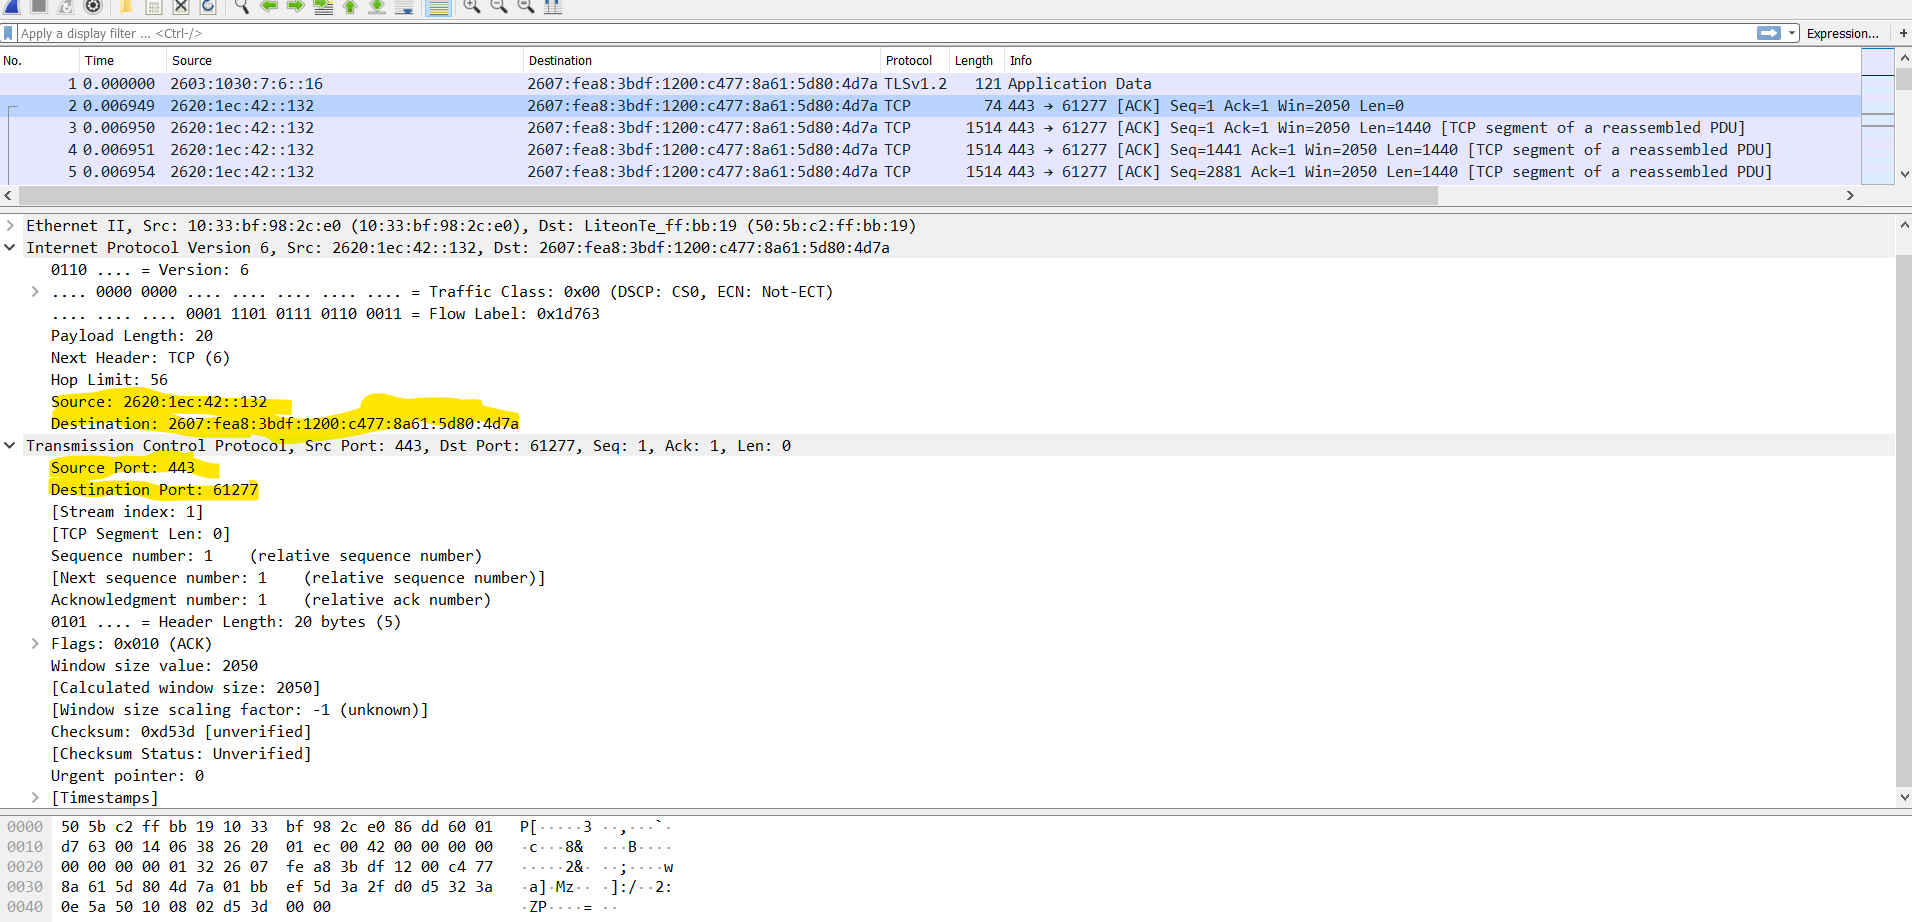 Apply a display filter ... <Ctrl-/>
Expression...
+
No. Time Source Destination Protocol Length Info
1 0.000000 2603:1030:7:6::16 2607:fea8:3bdf:1200:c477:8a61:5d80:4d7a TLSv1.2 121 Application Data
2 0.006949 2620:1ec:42::132 2607:fea8:3bdf:1200:c477:8a61:5d80:4d7a TCP 74 443 → 61277 [ACK] Seq=1 Ack=1 Win=2050 Len=0
3 0.006950 2620:1ec:42::132 2607:fea8:3bdf:1200:c477:8a61:5d80:4d7a TCP 1514 443 → 61277 [ACK] Seq=1 Ack=1 Win=2050 Len=1440 [TCP segment of a reassembled PDU]
4 0.006951 2620:1ec:42::132 2607:fea8:3bdf:1200:c477:8a61:5d80:4d7a TCP 1514 443 → 61277 [ACK] Seq=1441 Ack=1 Win=2050 Len=1440 [TCP segment of a reassembled PDU]
5 0.006954 2620:1ec:42::132 2607:fea8:3bdf:1200:c477:8a61:5d80:4d7a TCP 1514 443 → 61277 [ACK] Seq=2881 Ack=1 Win=2050 Len=1440 [TCP segment of a reassembled PDU]
Ethernet II, Src: 10:33:bf:98:2c:e0 (10:33:bf:98:2c:e0), Dst: LiteonTe_ff:bb:19 (50:5b:c2:ff:bb:19)
Internet Protocol Version 6, Src: 2620:1ec:42::132, Dst: 2607:fea8:3bdf:1200:c477:8a61:5d80:4d7a
0110 .... = Version: 6
.... 0000 0000 .... .... .... .... .... = Traffic Class: 0x00 (DSCP: CS0, ECN: Not-ECT)
.... .... .... 0001 1101 0111 0110 0011 = Flow Label: 0x1d763
Payload Length: 20
Next Header: TCP (6)
Hop Limit: 56
Source: 2620:1ec:42::132
Destination: 2607:fea8:3bdf:1200:c477:8a61:5d80:4d7a
Transmission Control Protocol, Src Port: 443, Dst Port: 61277, Seq: 1, Ack: 1, Len: 0
Source Port: 443
Destination Port: 61277
[Stream index: 1]
[TCP Segment Len: 0]
Sequence number: 1    (relative sequence number)
[Next sequence number: 1    (relative sequence number)]
Acknowledgment number: 1    (relative ack number)
0101 .... = Header Length: 20 bytes (5)
Flags: 0x010 (ACK)
Window size value: 2050
[Calculated window size: 2050]
[Window size scaling factor: -1 (unknown)]
Checksum: 0xd53d [unverified]
[Checksum Status: Unverified]
Urgent pointer: 0
[Timestamps]
0000 50 5b c2 ff bb 19 10 33 bf 98 2c e0 86 dd 60 01 P[·····3 ··,···`·
0010 d7 63 00 14 06 38 26 20 01 ec 00 42 00 00 00 00 ·c···8& ···B····
0020 00 00 00 00 01 32 26 07 fe a8 3b df 12 00 c4 77 ·····2&· ··;····w
0030 8a 61 5d 80 4d 7a 01 bb ef 5d 3a 2f d0 d5 32 3a ·a]·Mz·· ·]:/··2:
0040 0e 5a 50 10 08 02 d5 3d 00 00 ·ZP····= ··